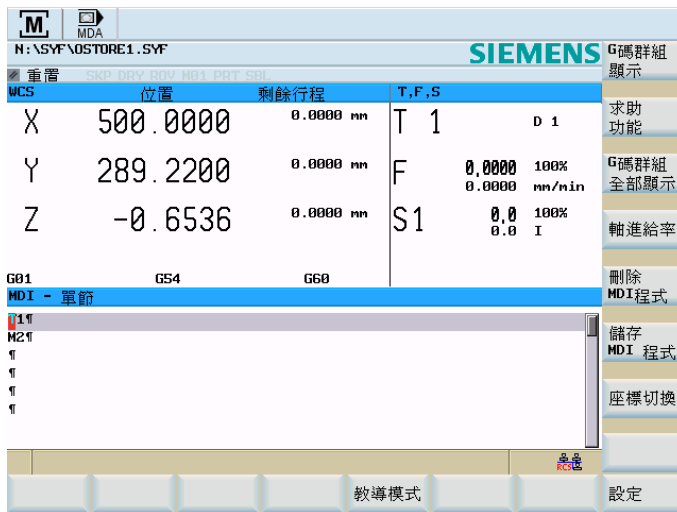 M
MDA
N:\SYF\OSTORE1.SYF
SIEMENS
G碼群組
顯示
重置 SKP DRY ROV M01 PRT SBL
WCS 位置 剩餘行程 T,F,S
X 500.0000 0.0000 mm T 1 D 1
求助
功能
Y 289.2200 0.0000 mm F 0.0000 100%
0.0000 mm/min
G碼群組
全部顯示
Z -0.6536 0.0000 mm S1 0.0 100%
0.0 I
軸進給率
G01 G54 G60
刪除
MDI程式
MDI - 單節
T1¶
M2¶
¶
¶
¶
¶
儲存
MDI 程式
座標切換
RCS
教導模式
設定